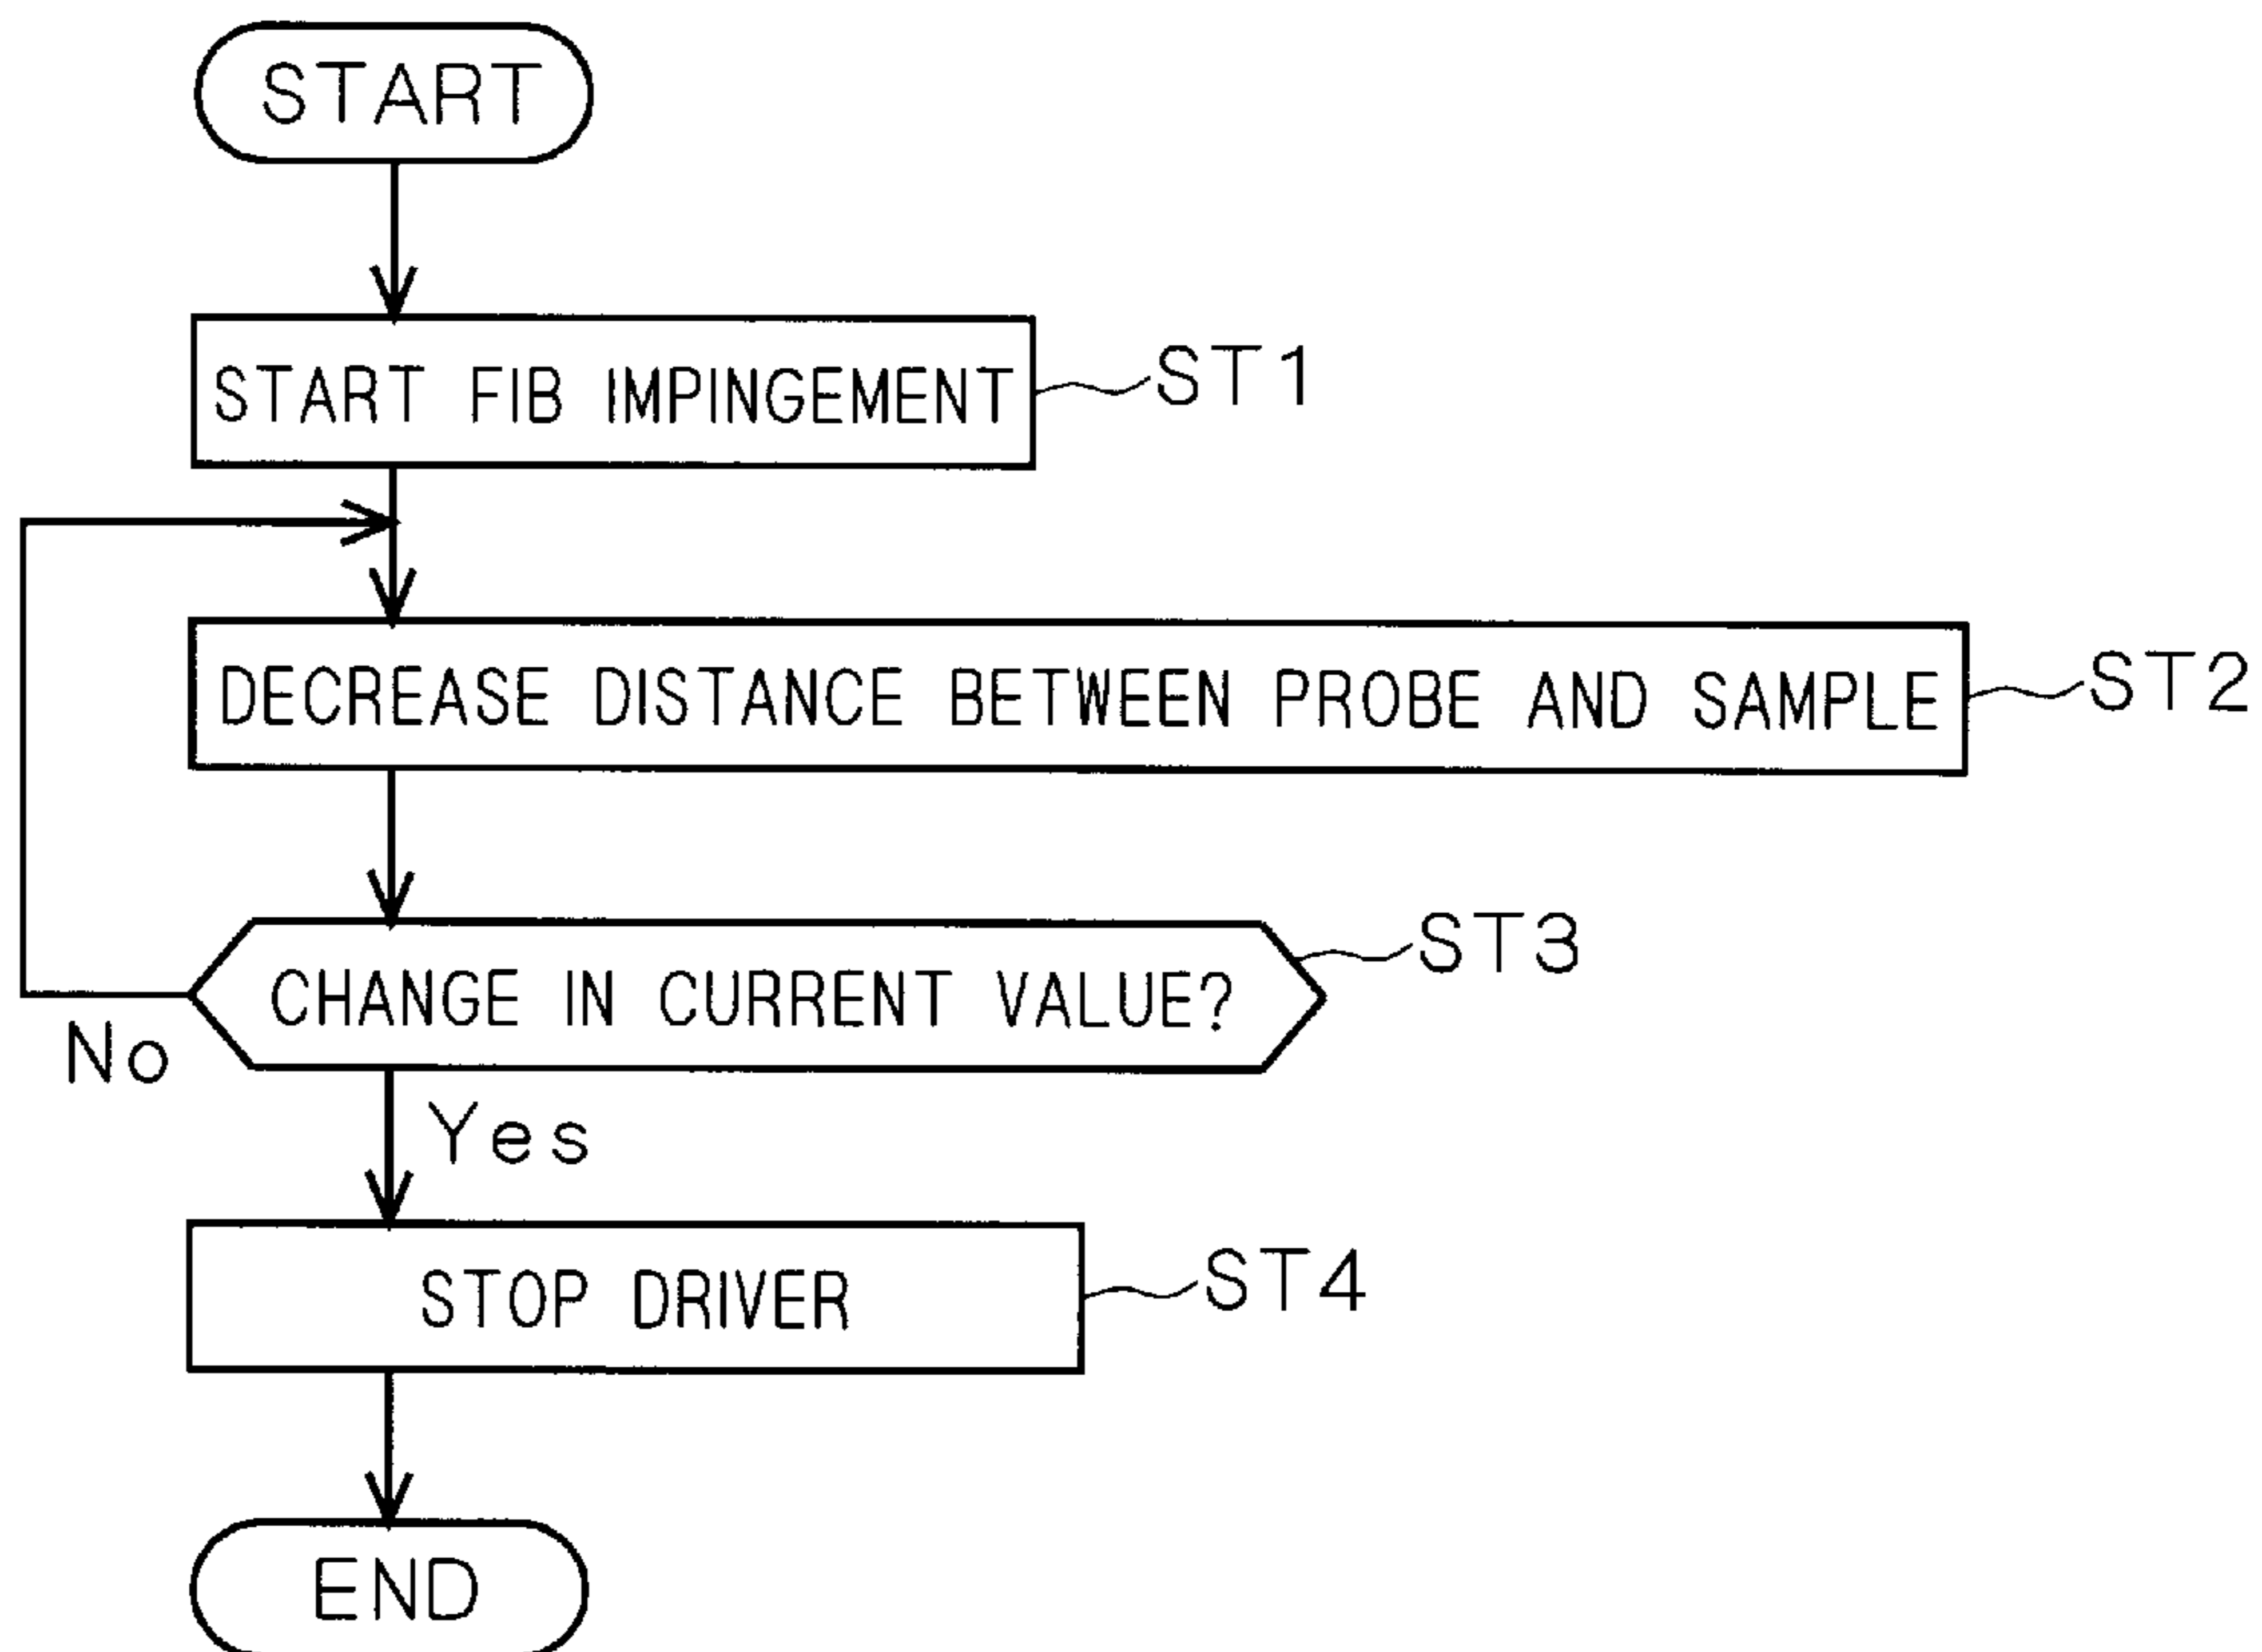 START
START FIB IMPINGEMENT
ST1
DECREASE DISTANCE BETWEEN PROBE AND SAMPLE
ST2
CHANGE IN CURRENT VALUE?
ST3
No
Yes
STOP DRIVER
ST4
END